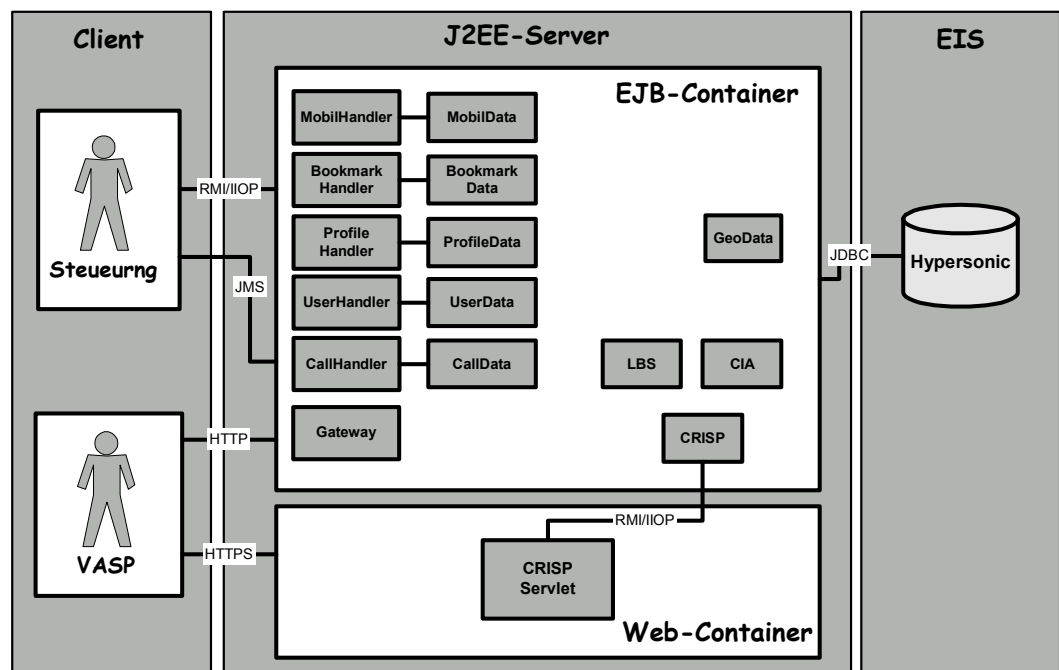 Client
J2EE-Server
EIS
EJB-Container
MobilHandler
MobilData
Bookmark
Handler
Bookmark
Data
Profile
Handler
ProfileData
UserHandler
UserData
CallHandler
CallData
Gateway
GeoData
LBS
CIA
CRISP
Steueurng
RMI/IIOP
JMS
JDBC
Hypersonic
VASP
HTTP
HTTPS
RMI/IIOP
CRISP
Servlet
Web-Container